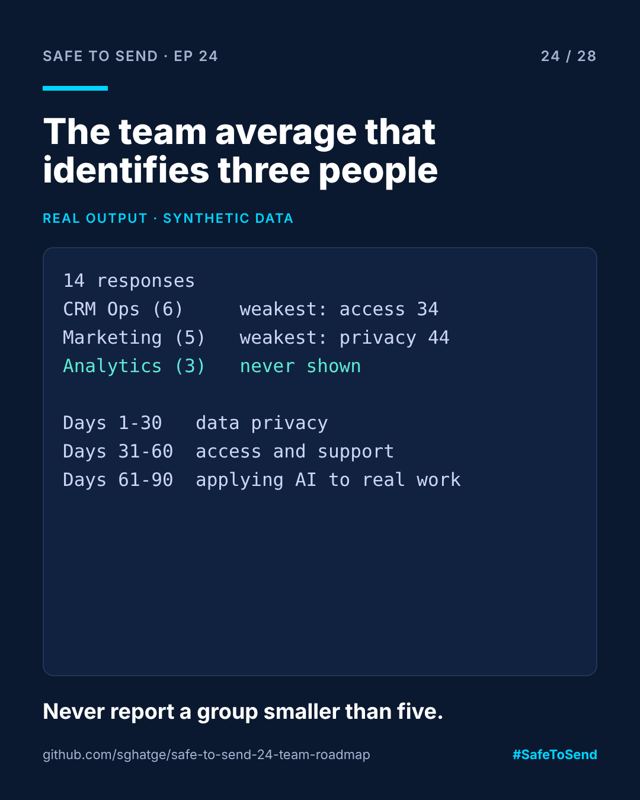 SAFE TO SEND · EP 24
24 / 28
The team average that
identifies three people
REAL OUTPUT · SYNTHETIC DATA
14 responses
CRM Ops (6)     weakest: access 34
Marketing (5)   weakest: privacy 44
Analytics (3)   never shown
Days 1-30   data privacy
Days 31-60  access and support
Days 61-90  applying AI to real work
Never report a group smaller than five.
github.com/sghatge/safe-to-send-24-team-roadmap
#SafeToSend